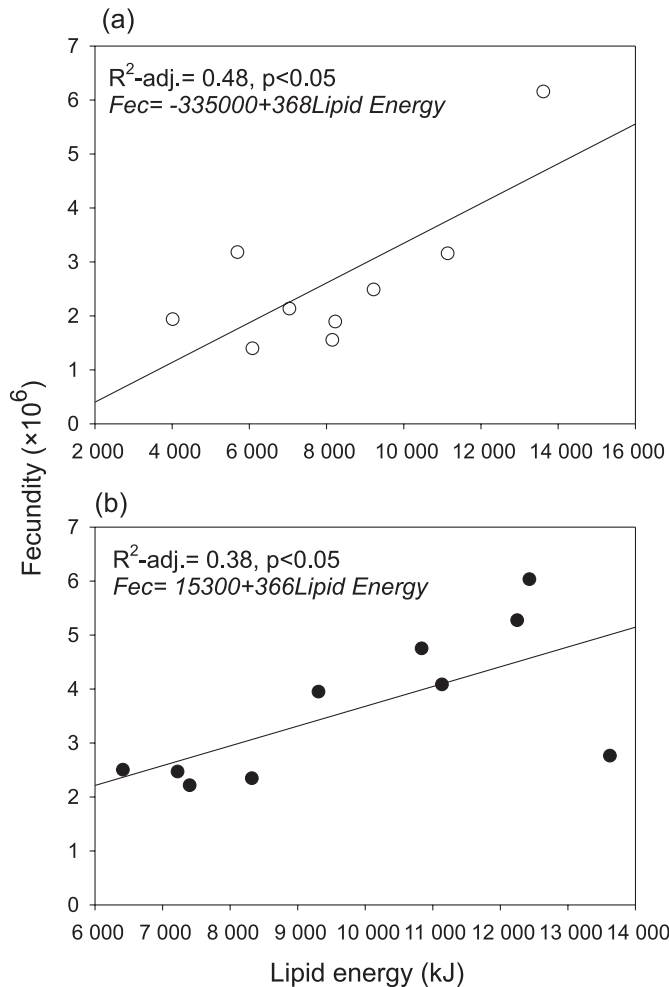 (a)
7
6
5
4
3
2
1
0
R²-adj.= 0.48, p<0.05
Fec= -335000+368Lipid Energy
2 000 4 000 6 000 8 000 10 000 12 000 14 000 16 000
Fecundity (×10⁶)
(b)
7
6
5
4
3
2
1
0
R²-adj.= 0.38, p<0.05
Fec= 15300+366Lipid Energy
6 000 7 000 8 000 9 000 10 000 11 000 12 000 13 000 14 000
Lipid energy (kJ)